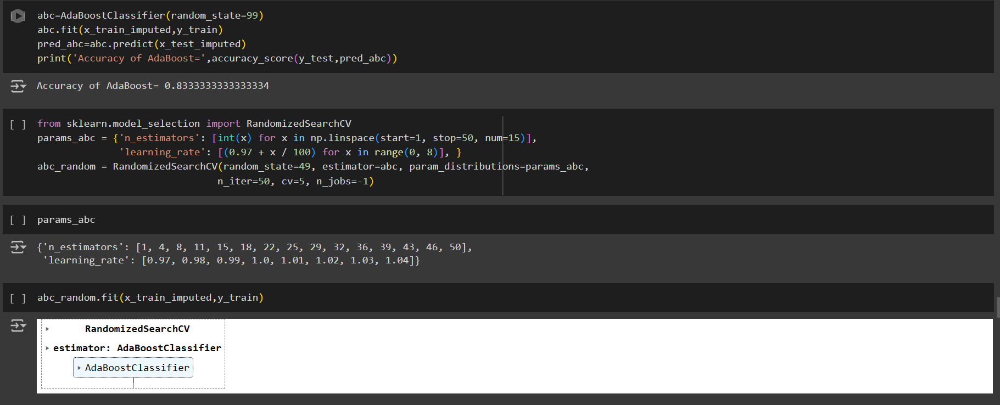 abc=AdaBoostClassifier(random_state=99)
abc.fit(x_train_imputed,y_train)
pred_abc=abc.predict(x_test_imputed)
print('Accuracy of AdaBoost=',accuracy_score(y_test,pred_abc))
Accuracy of AdaBoost= 0.8333333333333334
[ ] from sklearn.model_selection import RandomizedSearchCV
params_abc = {'n_estimators': [int(x) for x in np.linspace(start=1, stop=50, num=15)],
'learning_rate': [(0.97 + x / 100) for x in range(0, 8)], }
abc_random = RandomizedSearchCV(random_state=49, estimator=abc, param_distributions=params_abc,
n_iter=50, cv=5, n_jobs=-1)
[ ] params_abc
{'n_estimators': [1, 4, 8, 11, 15, 18, 22, 25, 29, 32, 36, 39, 43, 46, 50],
'learning_rate': [0.97, 0.98, 0.99, 1.0, 1.01, 1.02, 1.03, 1.04]}
[ ] abc_random.fit(x_train_imputed,y_train)
RandomizedSearchCV
estimator: AdaBoostClassifier
AdaBoostClassifier